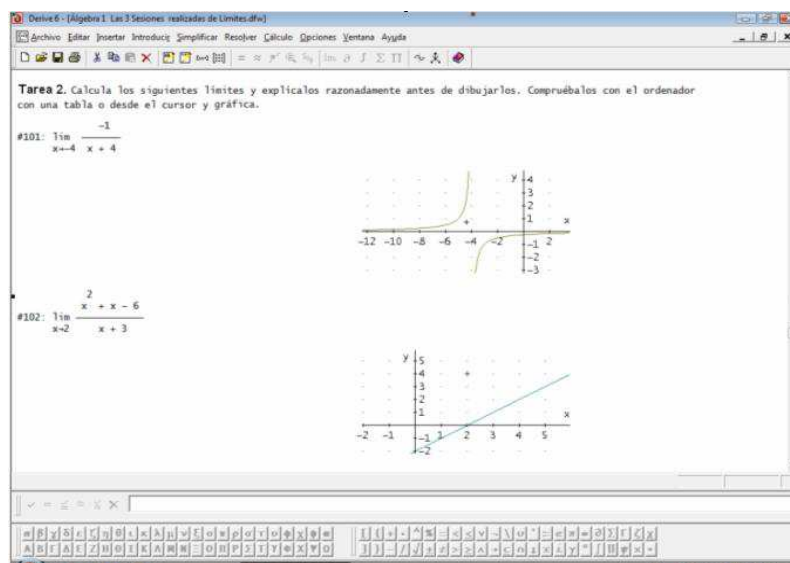 Derive 6 - [Álgebra 1 Las 3 Sesiones realizadas de Límites.dfw]
Archivo Editar Insertar Introducir Simplificar Resolver Cálculo Opciones Ventana Ayuda
Tarea 2. Calcula los siguientes límites y explícalos razonadamente antes de dibujarlos. Compruébalos con el ordenador
con una tabla o desde el cursor y gráfica.
-1
#101: lim
x→-4 x + 4
y 4
3
2
1 x
-12 -10 -8 -6 -4 -2 -1 2
-2
-3
2
x + x - 6
#102: lim
x→2 x + 3
y 5
4
3
2
1 x
-2 -1 -1 1 2 3 4 5
-2